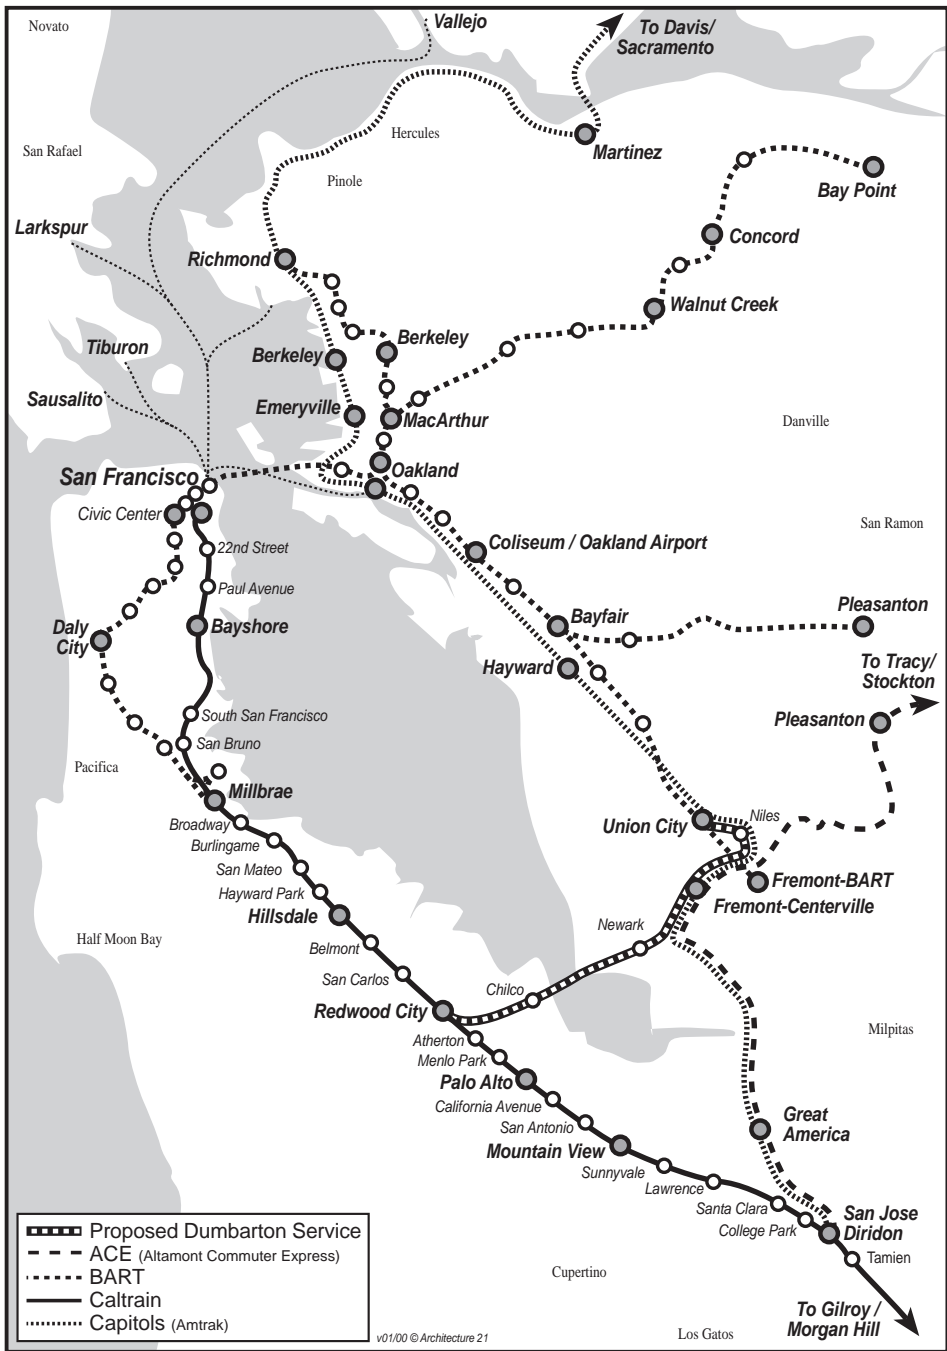 Novato
Vallejo
To Davis/
Sacramento
San Rafael
Hercules
Martinez
Pinole
Bay Point
Larkspur
Concord
Richmond
Walnut Creek
Tiburon
Berkeley
Berkeley
Sausalito
Emeryville
MacArthur
Danville
San Francisco
Oakland
Civic Center
San Ramon
22nd Street
Coliseum / Oakland Airport
Paul Avenue
Pleasanton
Daly
City
Bayshore
Bayfair
Hayward
To Tracy/
Stockton
South San Francisco
Pleasanton
San Bruno
Pacifica
Millbrae
Broadway
Union City
Niles
Burlingame
San Mateo
Hayward Park
Fremont-BART
Fremont-Centerville
Hillsdale
Newark
Half Moon Bay
Belmont
San Carlos
Chilco
Redwood City
Milpitas
Atherton
Menlo Park
Palo Alto
California Avenue
Great
America
San Antonio
Mountain View
Sunnyvale
Lawrence
Santa Clara
College Park
San Jose
Diridon
Tamien
Proposed Dumbarton Service
ACE (Altamont Commuter Express)
BART
Caltrain
Capitols (Amtrak)
Cupertino
To Gilroy /
Morgan Hill
v01/00 © Architecture 21
Los Gatos